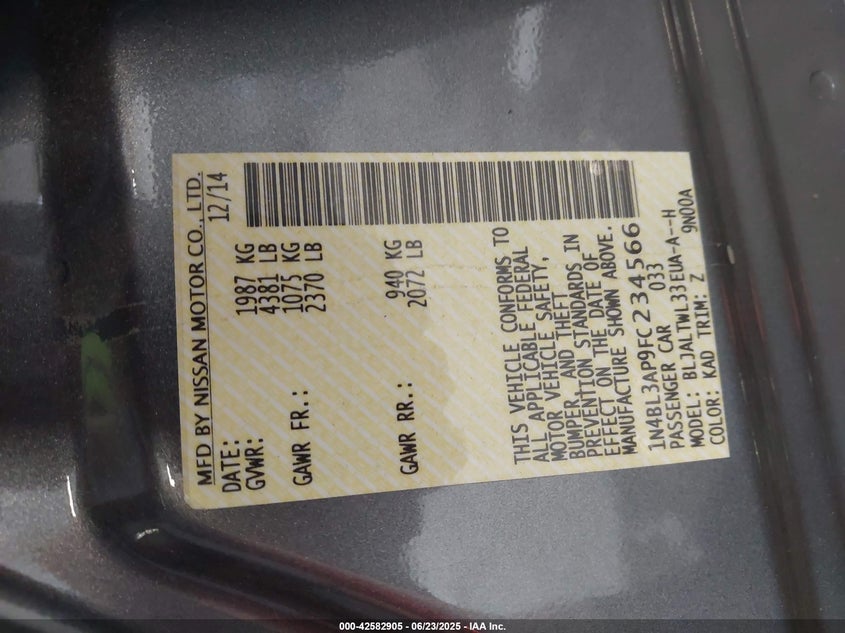 MFD BY NISSAN MOTOR CO., LTD.
DATE: 12/14
GVWR: 1987 KG
4381 LB
GAWR FR.: 1075 KG
2370 LB
GAWR RR.: 940 KG
2072 LB
THIS VEHICLE CONFORMS TO
ALL APPLICABLE FEDERAL
MOTOR VEHICLE SAFETY,
BUMPER, AND THEFT
PREVENTION STANDARDS IN
EFFECT ON THE DATE OF
MANUFACTURE SHOWN ABOVE.
1N4BL3AP9FC234566
PASSENGER CAR 033
MODEL: BLJALTWL33EUA-A--H
COLOR: KAD TRIM: Z 9N00A
000-42582905 - 06/23/2025 - IAA Inc.